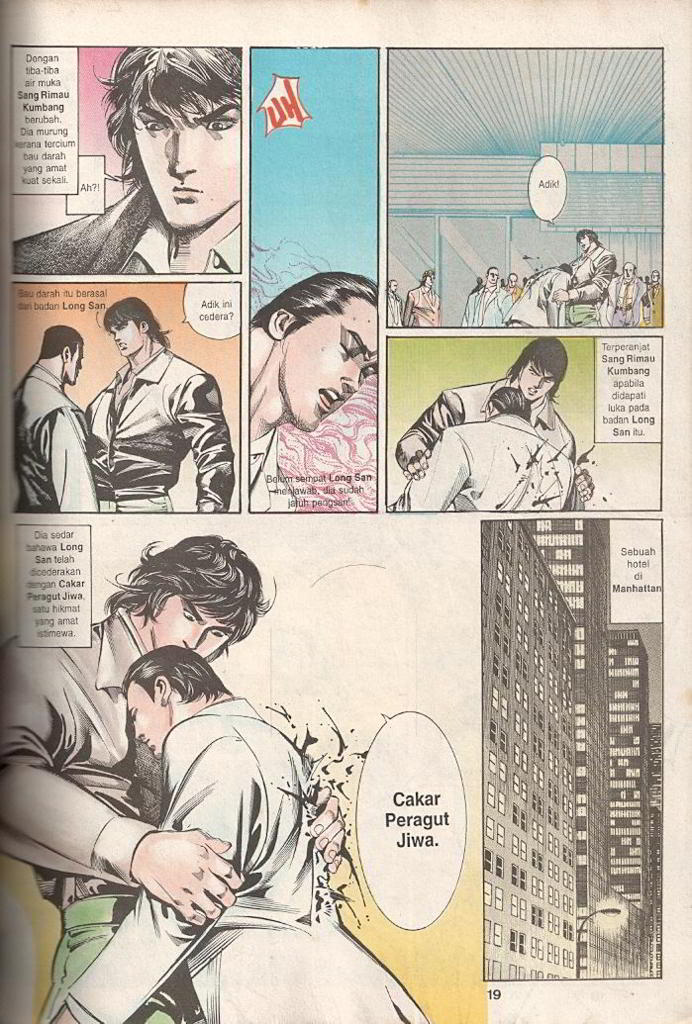 Dengan
tiba-tiba
air muka
Sang Rimau
Kumbang
berubah.
Dia murung
kerana tercium
bau darah
yang amat
kuat sekali.
Ah?!
UH
Adik!
Bau darah itu berasal
dari badan Long San.
Adik ini
cedera?
Belum sempat Long San
menjawab, dia sudah
jatuh pengsan.
Terperanjat
Sang Rimau
Kumbang
apabila
didapati
luka pada
badan Long
San itu.
Dia sedar
bahawa Long
San telah
dicederakan
dengan Cakar
Peragut Jiwa,
satu hikmat
yang amat
istimewa.
Cakar
Peragut
Jiwa.
Sebuah
hotel
di
Manhattan
19